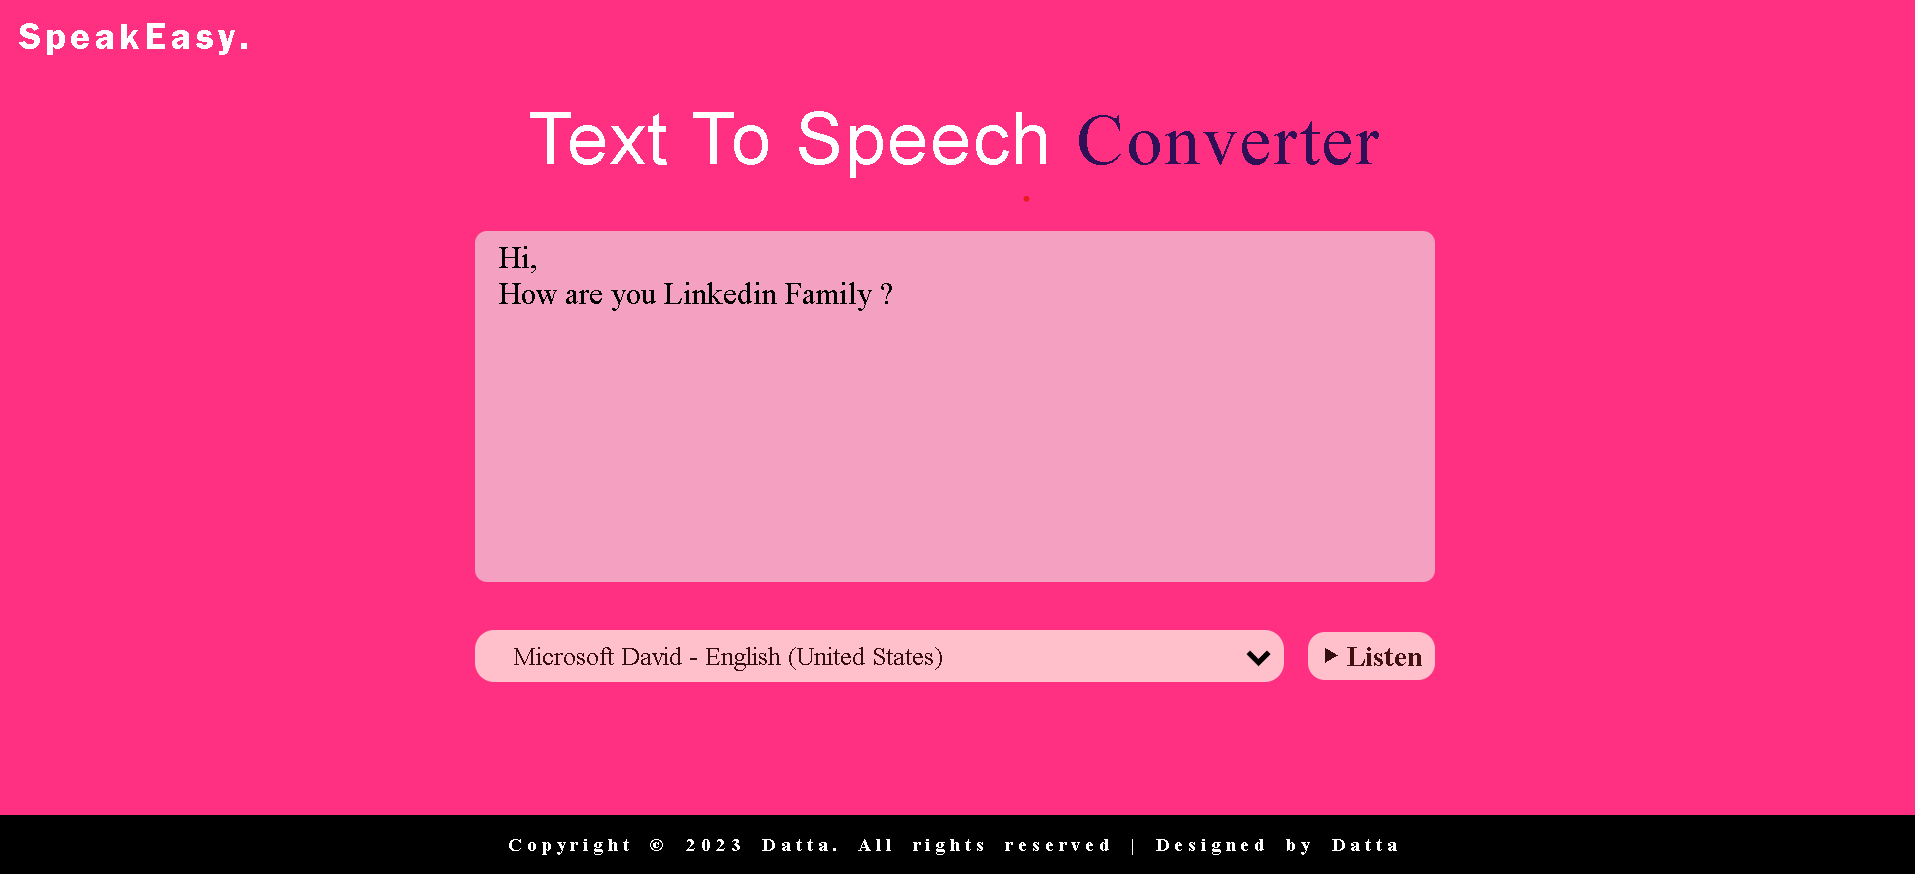 SpeakEasy.
Text To Speech Converter
Hi,
How are you Linkedin Family ?
Microsoft David - English (United States)
Listen
Copyright © 2023 Datta. All rights reserved | Designed by Datta